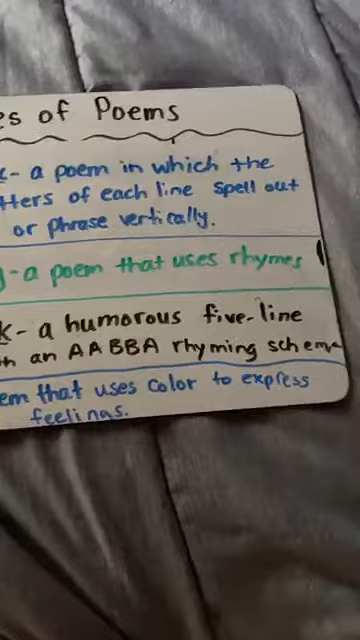 es of Poems
c- a poem in which the
tters of each line spell out
or phrase vertically.
g-a poem that uses rhymes
k- a humorous five-line
th an AABBA rhyming scheme
em that uses color to express
feelings.